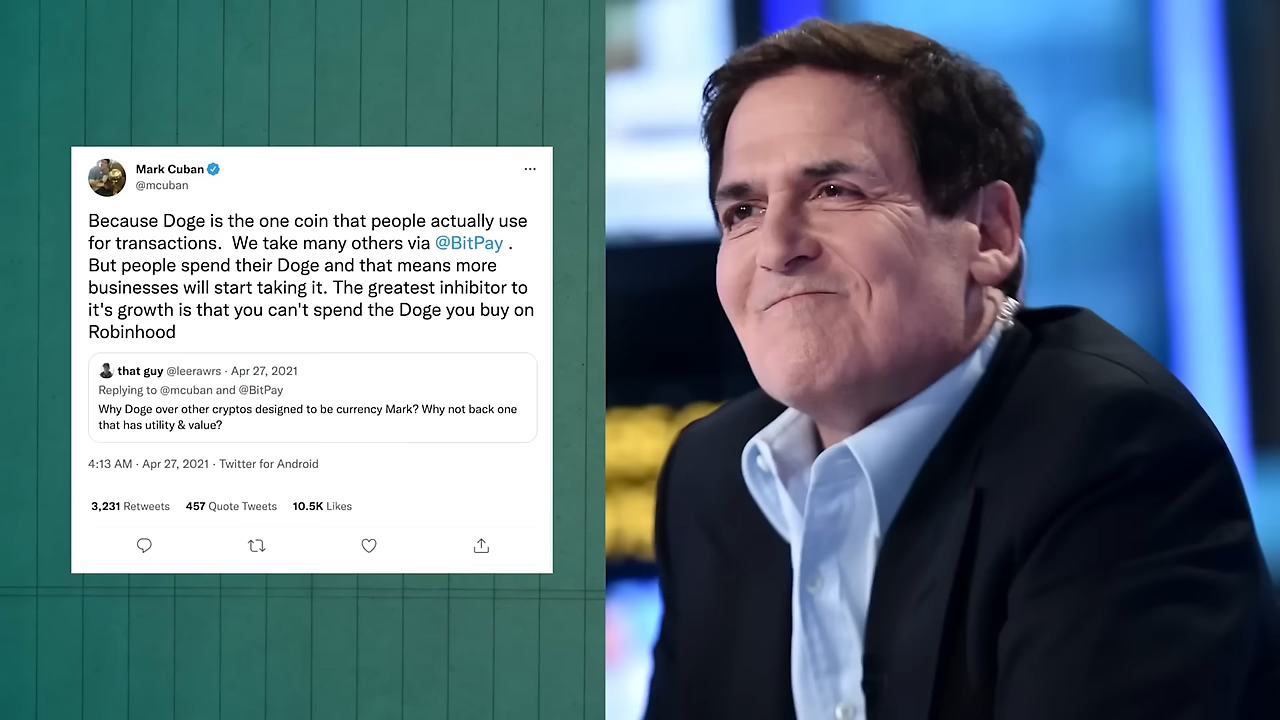 Mark Cuban
@mcuban
Because Doge is the one coin that people actually use
for transactions.  We take many others via @BitPay .
But people spend their Doge and that means more
businesses will start taking it. The greatest inhibitor to
it's growth is that you can't spend the Doge you buy on
Robinhood
that guy @leerawrs · Apr 27, 2021
Replying to @mcuban and @BitPay
Why Doge over other cryptos designed to be currency Mark? Why not back one
that has utility & value?
4:13 AM · Apr 27, 2021 · Twitter for Android
3,231 Retweets 457 Quote Tweets 10.5K Likes